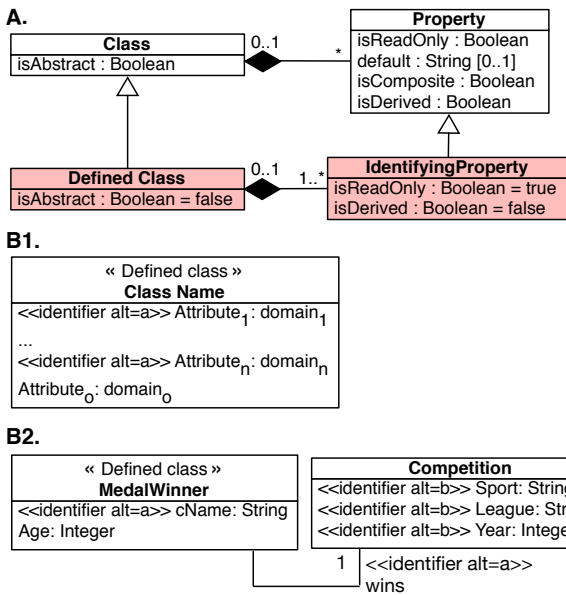 A.
Class
isAbstract : Boolean
0..1
*
Property
isReadOnly : Boolean
default : String [0..1]
isComposite : Boolean
isDerived : Boolean
Defined Class
isAbstract : Boolean = false
0..1
1..*
IdentifyingProperty
isReadOnly : Boolean = true
isDerived : Boolean = false
B1.
« Defined class »
Class Name
<<identifier alt=a>> Attribute1: domain1
...
<<identifier alt=a>> Attributen: domainn
Attributeo: domaino
B2.
« Defined class »
MedalWinner
<<identifier alt=a>> cName: String
Age: Integer
Competition
<<identifier alt=b>> Sport: String
<<identifier alt=b>> League: Str
<<identifier alt=b>> Year: Intege
1
<<identifier alt=a>>
wins